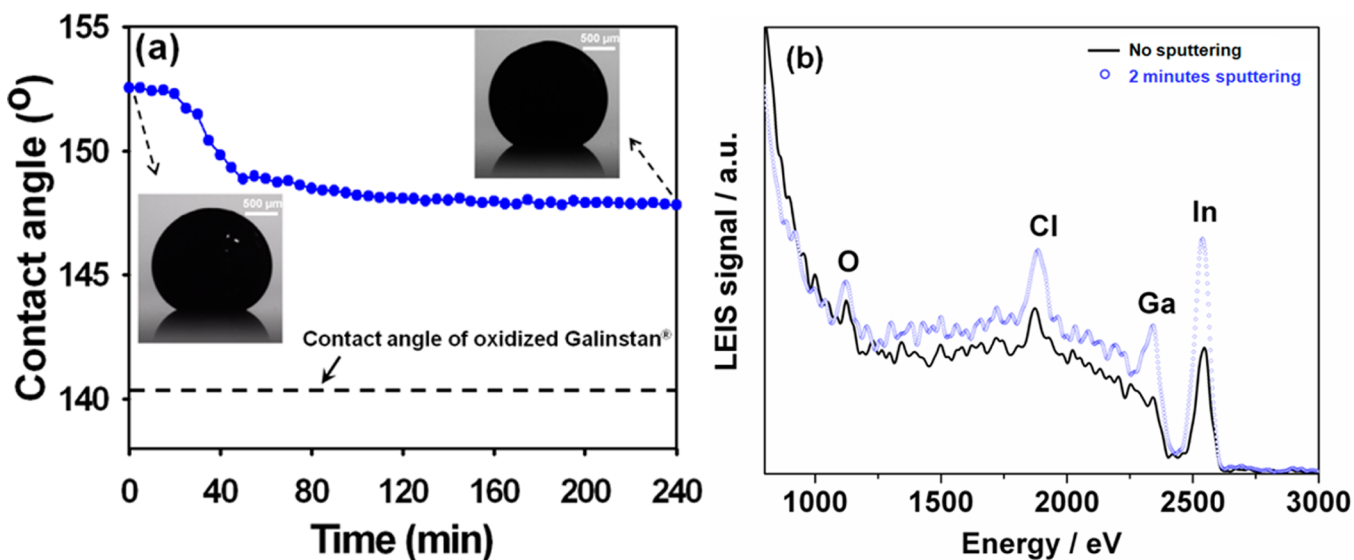 (a)
155
150
145
140
Contact angle (º)
500 µm
500 µm
Contact angle of oxidized Galinstan®
0 40 80 120 160 200 240
Time (min)
(b)
No sputtering
2 minutes sputtering
O
Cl
Ga
In
LEIS signal / a.u.
1000 1500 2000 2500 3000
Energy / eV